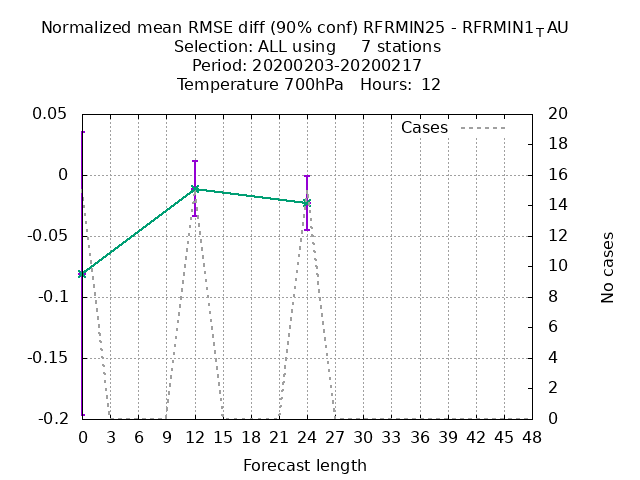 Normalized mean RMSE diff (90% conf) RFRMIN25 - RFRMIN1TAU
Selection: ALL using 7 stations
Period: 20200203-20200217
Temperature 700hPa Hours: 12
Cases
0.05
0
-0.05
-0.1
-0.15
-0.2
20
18
16
14
12
10
8
6
4
2
0
No cases
0 3 6 9 12 15 18 21 24 27 30 33 36 39 42 45 48
Forecast length